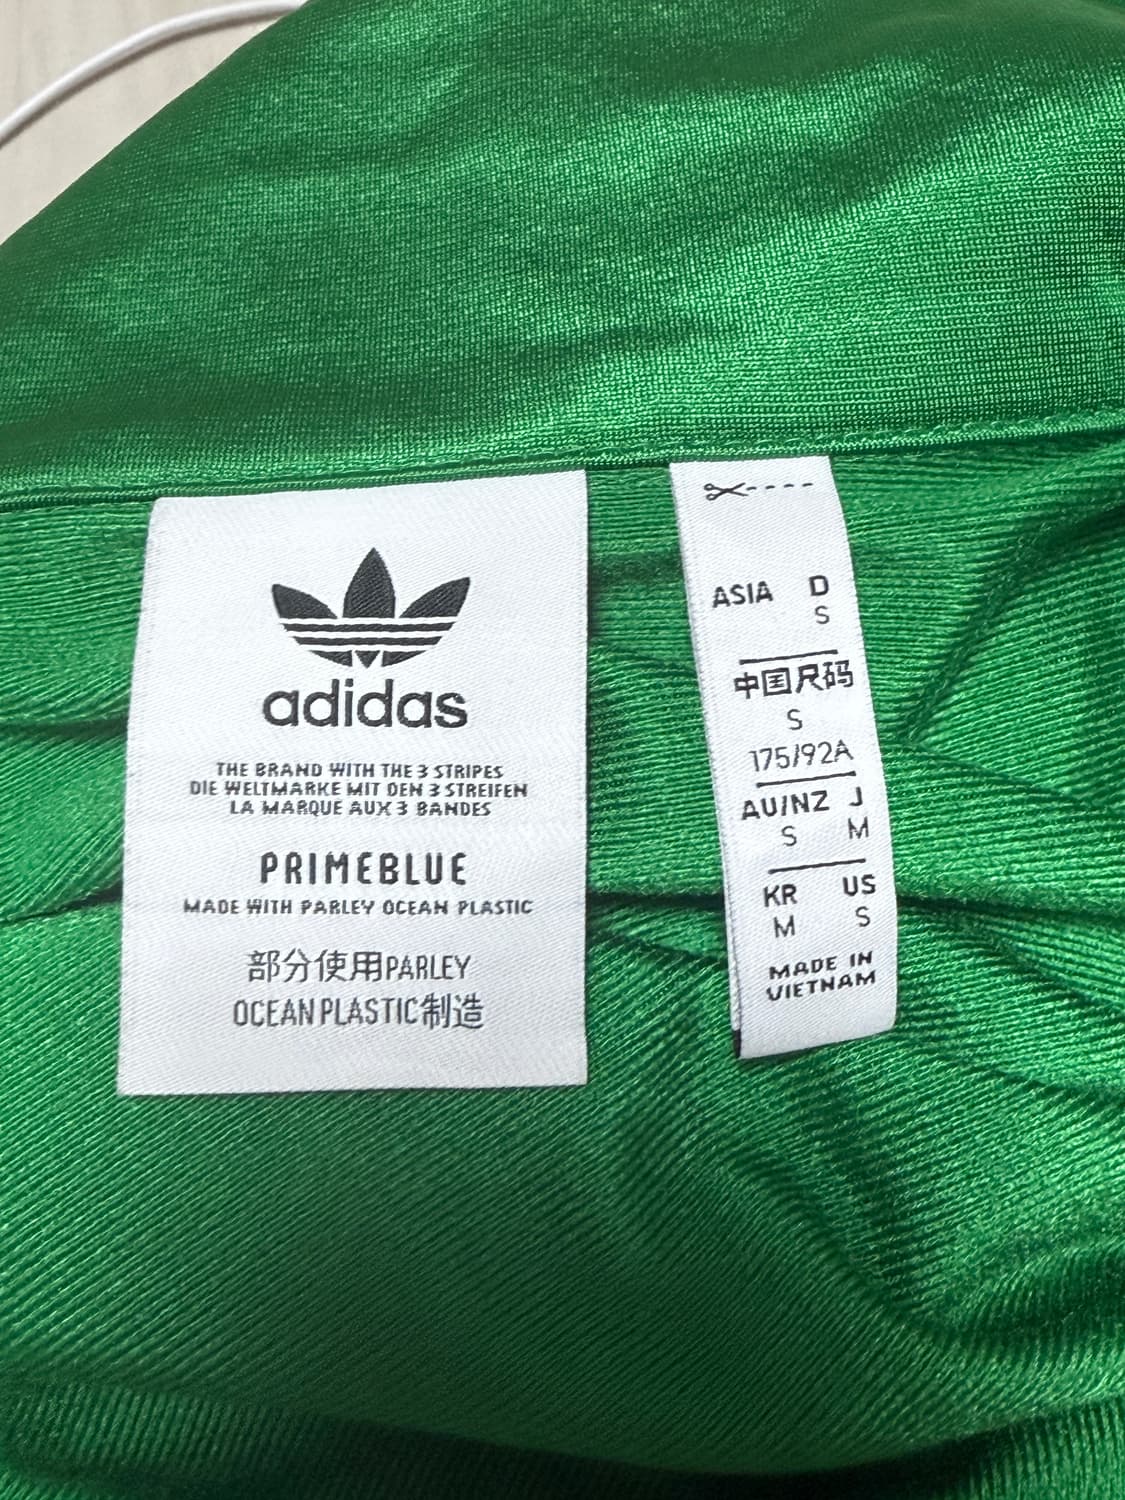 adidas
THE BRAND WITH THE 3 STRIPES
DIE WELTMARKE MIT DEN 3 STREIFEN
LA MARQUE AUX 3 BANDES
PRIMEBLUE
MADE WITH PARLEY OCEAN PLASTIC
部分使用PARLEY
OCEAN PLASTIC制造
ASIA D
S
中国尺码
S
175/92A
AU/NZ J
S M
KR US
M S
MADE IN
VIETNAM